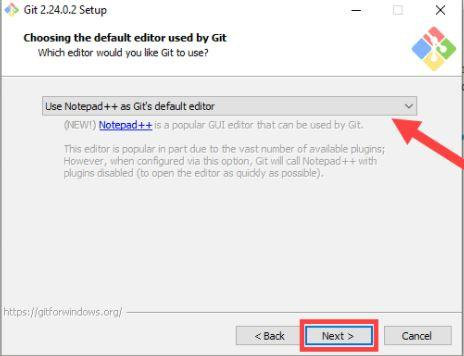 Git 2.24.0.2 Setup
Choosing the default editor used by Git
Which editor would you like Git to use?
Use Notepad++ as Git's default editor
(NEW!) Notepad++ is a popular GUI editor that can be used by Git.
This editor is popular in part due to the vast number of available plugins;
However, when configured via this option, Git will call Notepad++ with
plugins disabled (to open the editor as quickly as possible).
https://gitforwindows.org/
< Back
Next >
Cancel